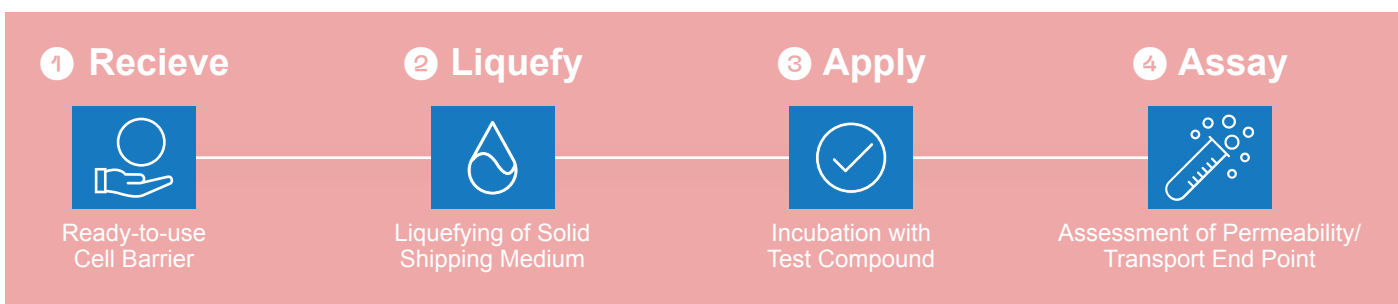 1 Recieve
Ready-to-use
Cell Barrier
2 Liquefy
Liquefying of Solid
Shipping Medium
3 Apply
Incubation with
Test Compound
4 Assay
Assessment of Permeability/
Transport End Point